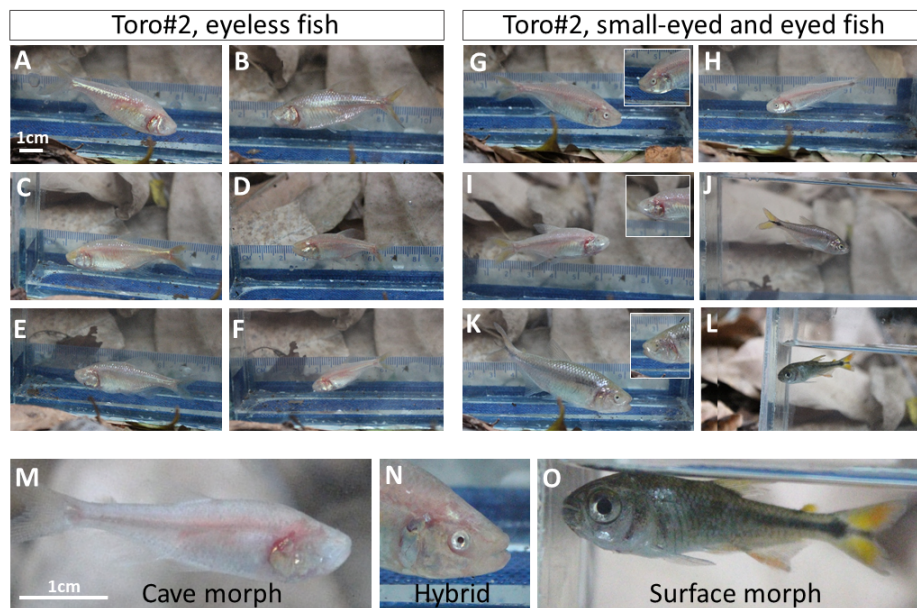 Toro#2, eyeless fish
Toro#2, small-eyed and eyed fish
A
B
1cm
C
D
E
F
G
H
I
J
K
L
M
1cm
Cave morph
N
Hybrid
O
Surface morph